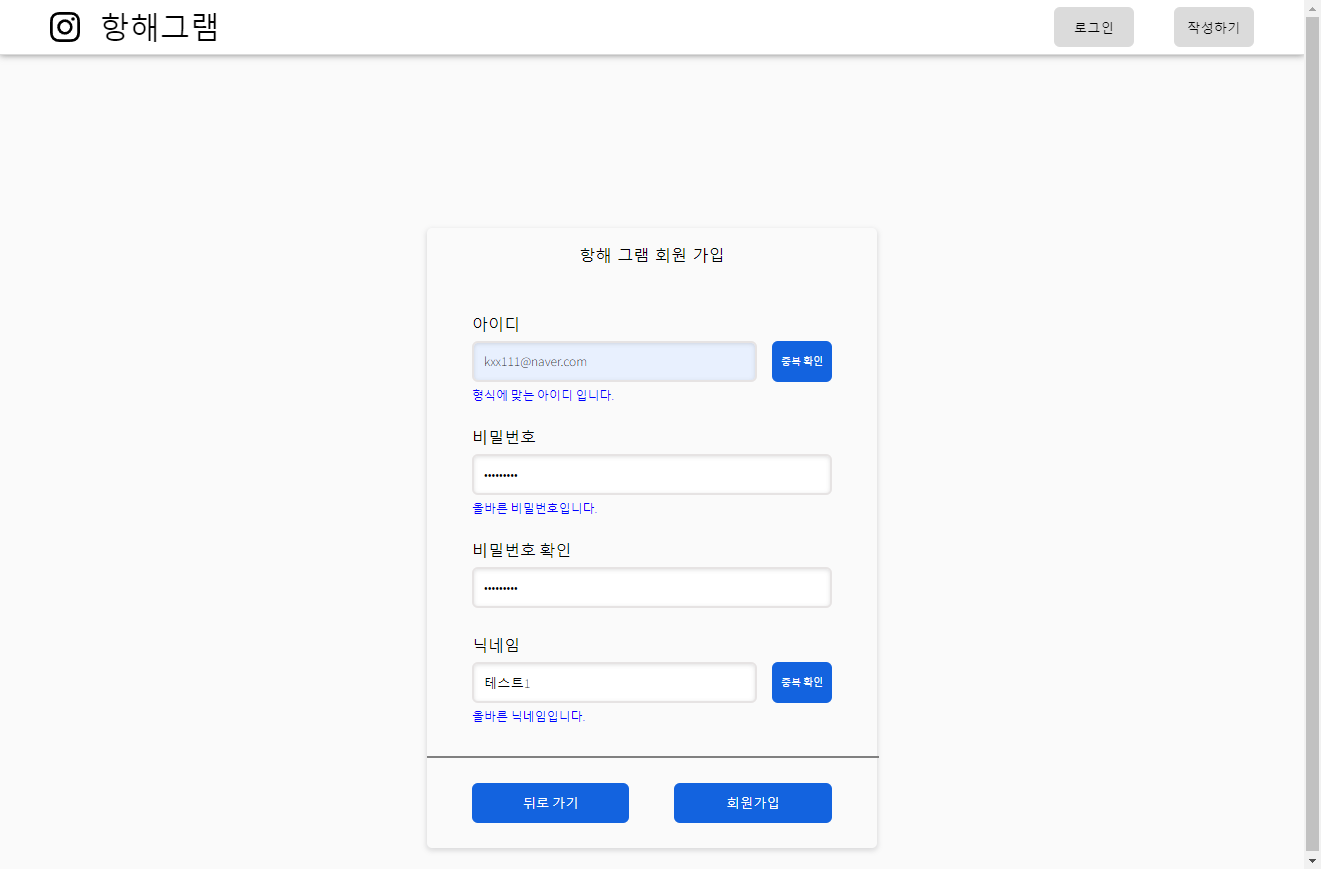 항해그램
로그인
작성하기
항해 그램 회원 가입
아이디
kxx111@naver.com
중복 확인
형식에 맞는 아이디 입니다.
비밀번호
•••••••••
올바른 비밀번호입니다.
비밀번호 확인
•••••••••
닉네임
테스트1
중복 확인
올바른 닉네임입니다.
뒤로 가기
회원가입